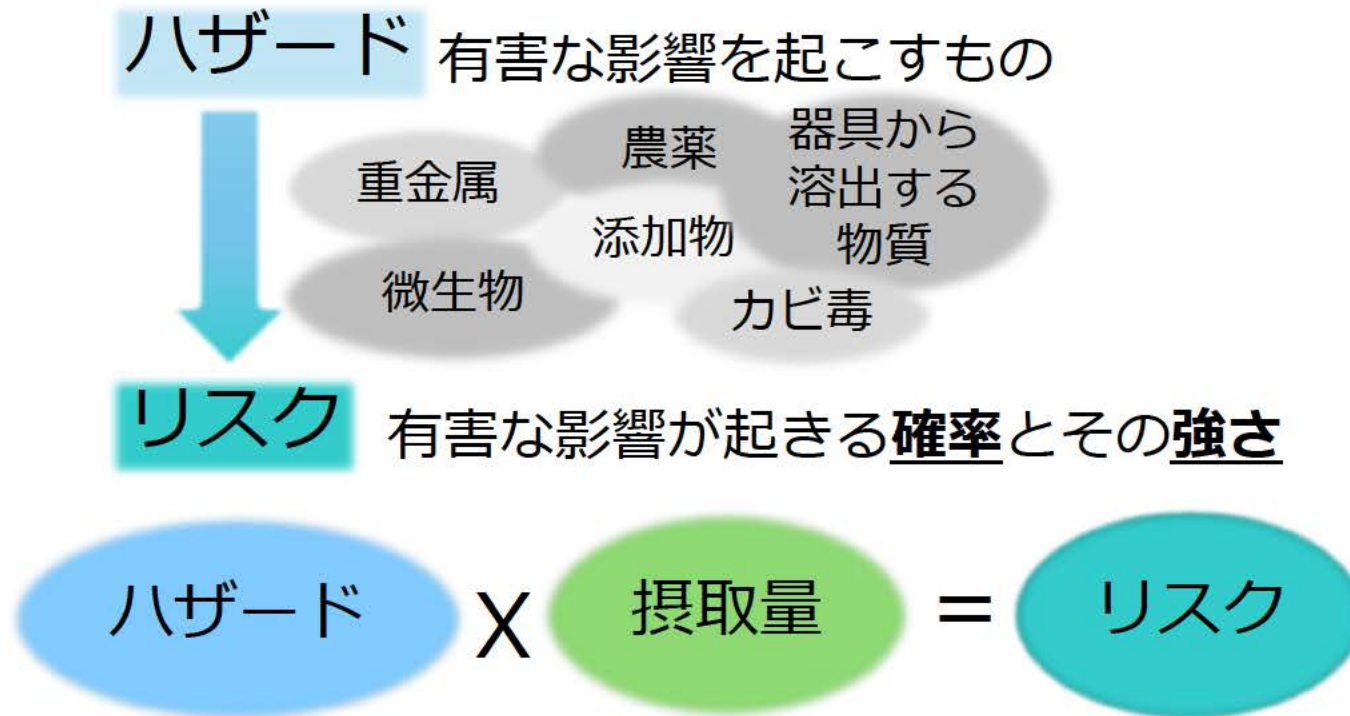 ハザード 有害な影響を起こすもの
重金属
農薬
器具から
溶出する
物質
添加物
微生物
カビ毒
リスク 有害な影響が起きる確率とその強さ
ハザード X 摂取量 = リスク